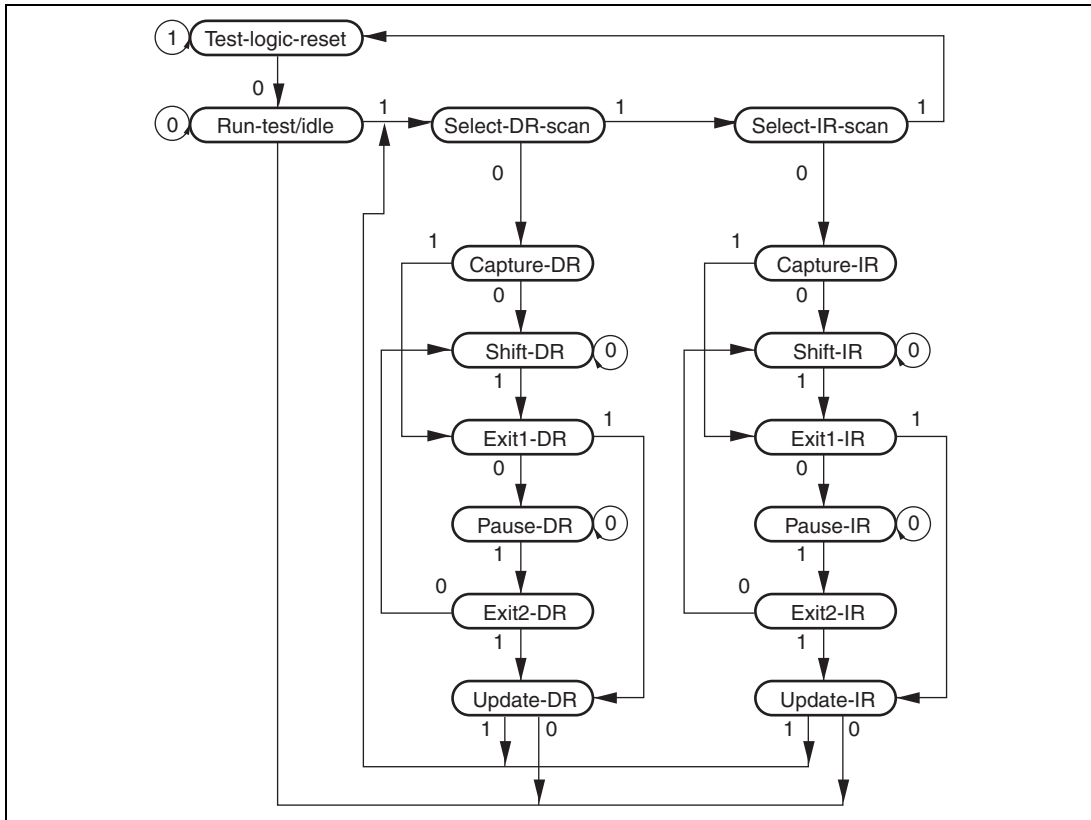 1 Test-logic-reset
0
0 Run-test/idle 1 Select-DR-scan 1 Select-IR-scan 1
0 0
1 1
Capture-DR Capture-IR
0 0
Shift-DR 0 Shift-IR 0
1 1
Exit1-DR 1 Exit1-IR 1
0 0
Pause-DR 0 Pause-IR 0
1 1
0 0
Exit2-DR Exit2-IR
1 1
Update-DR Update-IR
1 0 1 0